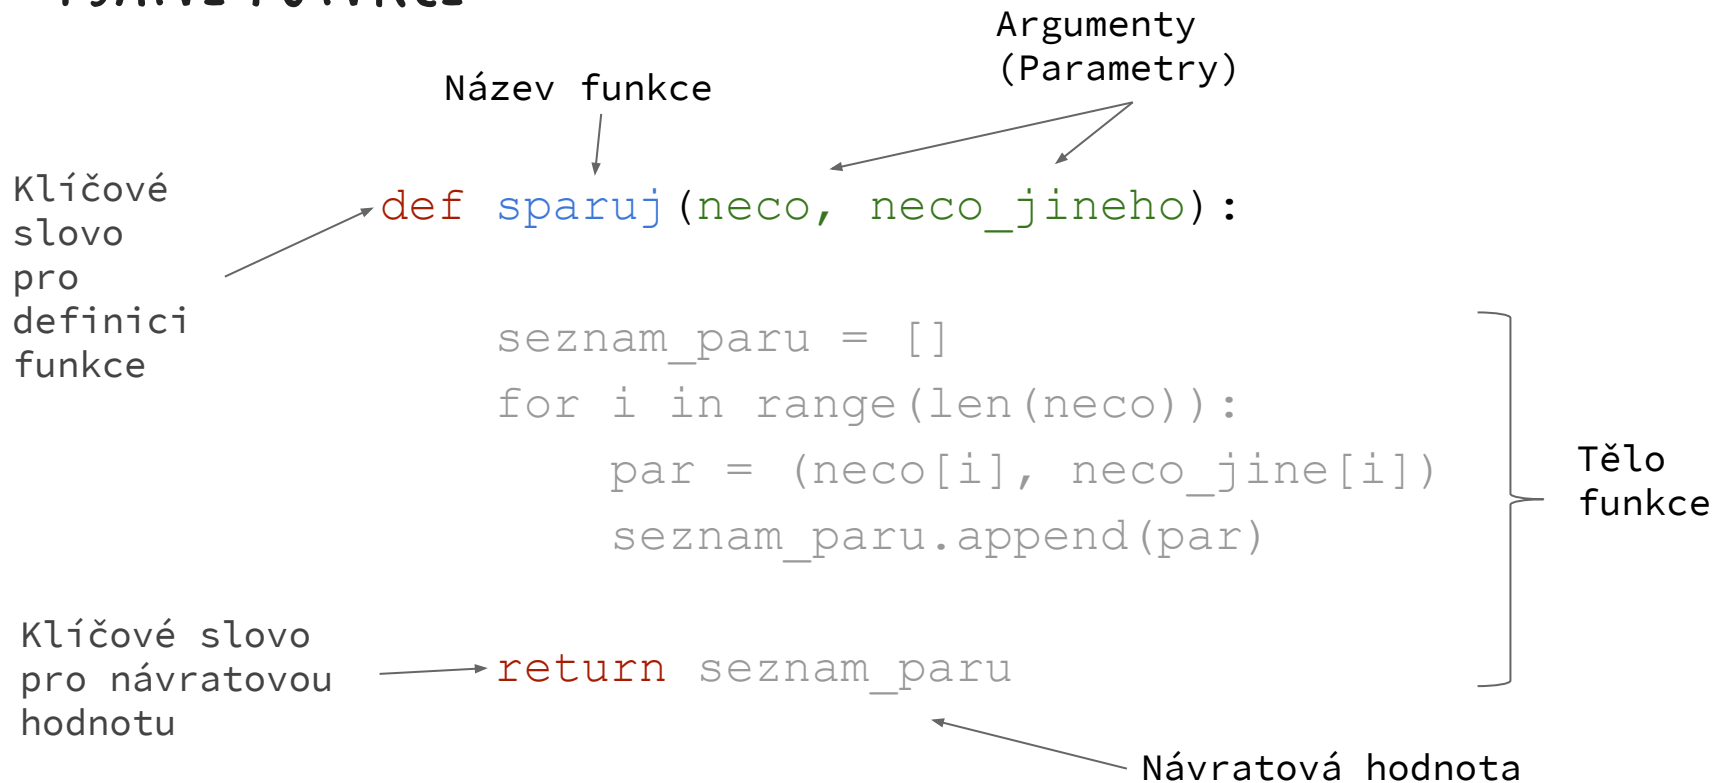 Argumenty
(Parametry)
Název funkce
Klíčové
slovo
pro
definici
funkce
def sparuj(neco, neco_jineho):
seznam_paru = []
for i in range(len(neco)):
par = (neco[i], neco_jine[i])
seznam_paru.append(par)
Tělo
funkce
Klíčové slovo
pro návratovou
hodnotu
return seznam_paru
Návratová hodnota